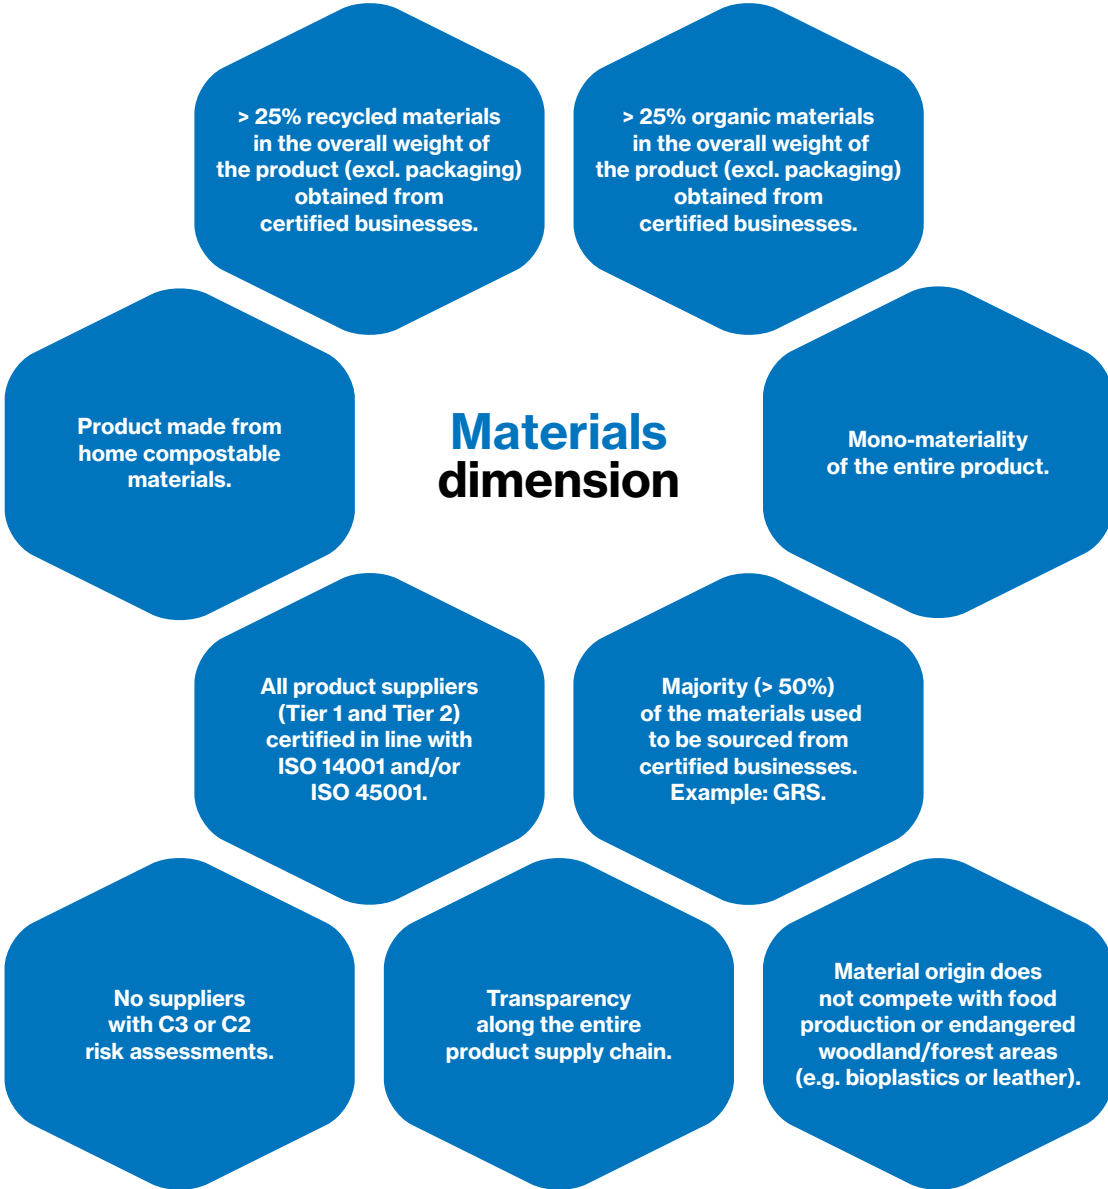 > 25% recycled materials
in the overall weight of
the product (excl. packaging)
obtained from
certified businesses.
> 25% organic materials
in the overall weight of
the product (excl. packaging)
obtained from
certified businesses.
Product made from
home compostable
materials.
Materials
dimension
Mono-materiality
of the entire product.
All product suppliers
(Tier 1 and Tier 2)
certified in line with
ISO 14001 and/or
ISO 45001.
Majority (> 50%)
of the materials used
to be sourced from
certified businesses.
Example: GRS.
No suppliers
with C3 or C2
risk assessments.
Transparency
along the entire
product supply chain.
Material origin does
not compete with food
production or endangered
woodland/forest areas
(e.g. bioplastics or leather).